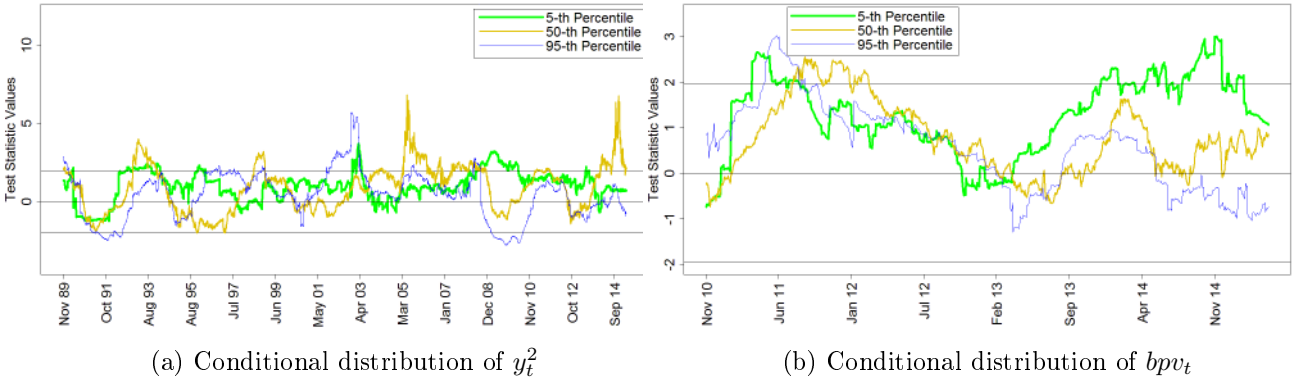 5-th Percentile
50-th Percentile
95-th Percentile
Test Statistic Values
10
5
0
Nov 89
Oct 91
Aug 93
Aug 95
Jul 97
Jun 99
May 01
Apr 03
Mar 05
Jan 07
Dec 08
Nov 10
Oct 12
Sep 14
(a) Conditional distribution of $y_t^2$
5-th Percentile
50-th Percentile
95-th Percentile
Test Statistic Values
3
2
1
0
-1
-2
Nov 10
Jun 11
Jan 12
Jul 12
Feb 13
Sep 13
Apr 14
Nov 14
(b) Conditional distribution of $bpv_t$